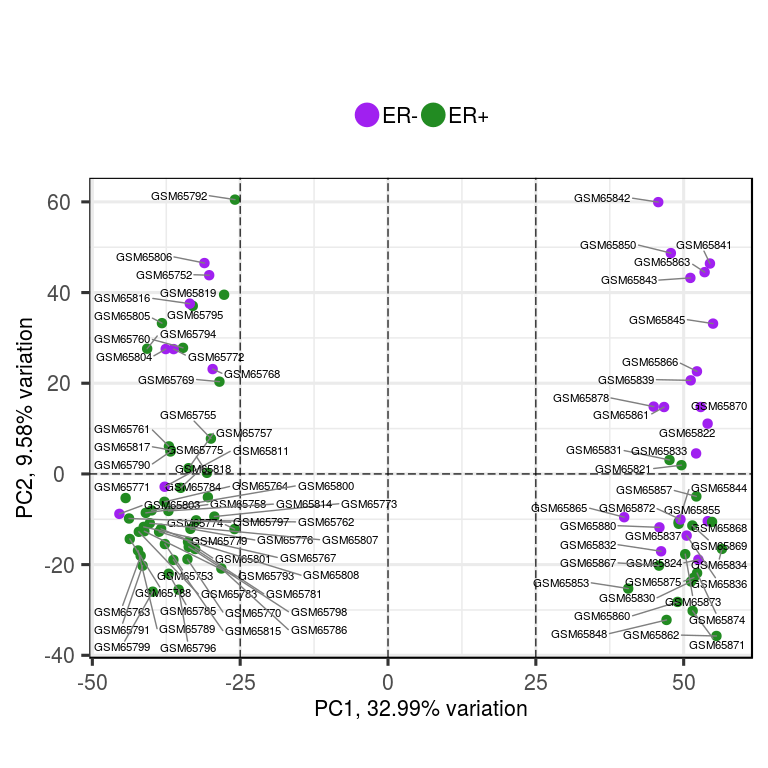 ER- ER+
PC2, 9.58% variation
60
40
20
0
-20
-40
GSM65792
GSM65842
GSM65850
GSM65841
GSM65806
GSM65863
GSM65752
GSM65843
GSM65819
GSM65816
GSM65805
GSM65795
GSM65845
GSM65794
GSM65760
GSM65804
GSM65772
GSM65866
GSM65768
GSM65769
GSM65839
GSM65878
GSM65870
GSM65861
GSM65755
GSM65761
GSM65757
GSM65822
GSM65817
GSM65775
GSM65811
GSM65831
GSM65833
GSM65790
GSM65818
GSM65821
GSM65771
GSM65784
GSM65764
GSM65800
GSM65857
GSM65844
GSM65803
GSM65758
GSM65814
GSM65773
GSM65865
GSM65872
GSM65855
GSM65774
GSM65797
GSM65762
GSM65880
GSM65868
GSM65779
GSM65776
GSM65807
GSM65837
GSM65832
GSM65869
GSM65801
GSM65767
GSM65867
GSM65824
GSM65834
GSM65753
GSM65793
GSM65808
GSM65853
GSM65875
GSM65836
GSM65788
GSM65783
GSM65781
GSM65830
GSM65873
GSM65763
GSM65785
GSM65770
GSM65798
GSM65860
GSM65874
GSM65791
GSM65789
GSM65815
GSM65786
GSM65848
GSM65862
GSM65799
GSM65796
GSM65871
-50 -25 0 25 50
PC1, 32.99% variation